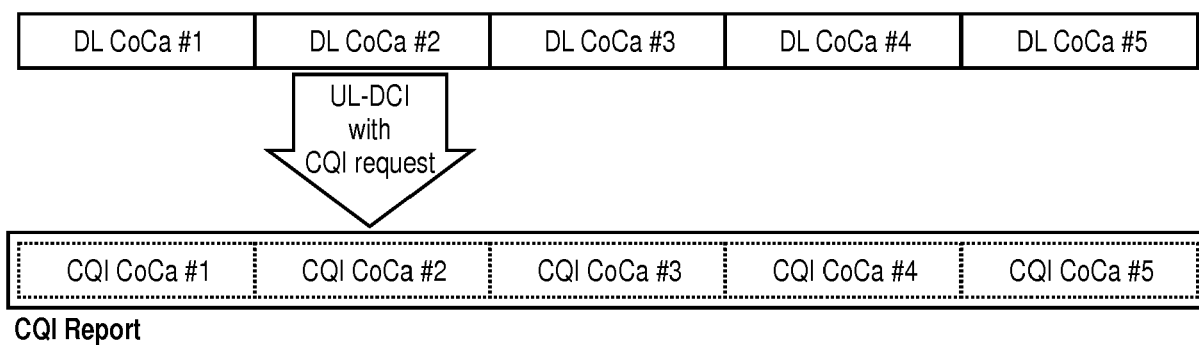 DL CoCa #1 DL CoCa #2 DL CoCa #3 DL CoCa #4 DL CoCa #5
UL-DCI
with
CQI request
CQI CoCa #1 CQI CoCa #2 CQI CoCa #3 CQI CoCa #4 CQI CoCa #5
CQI Report